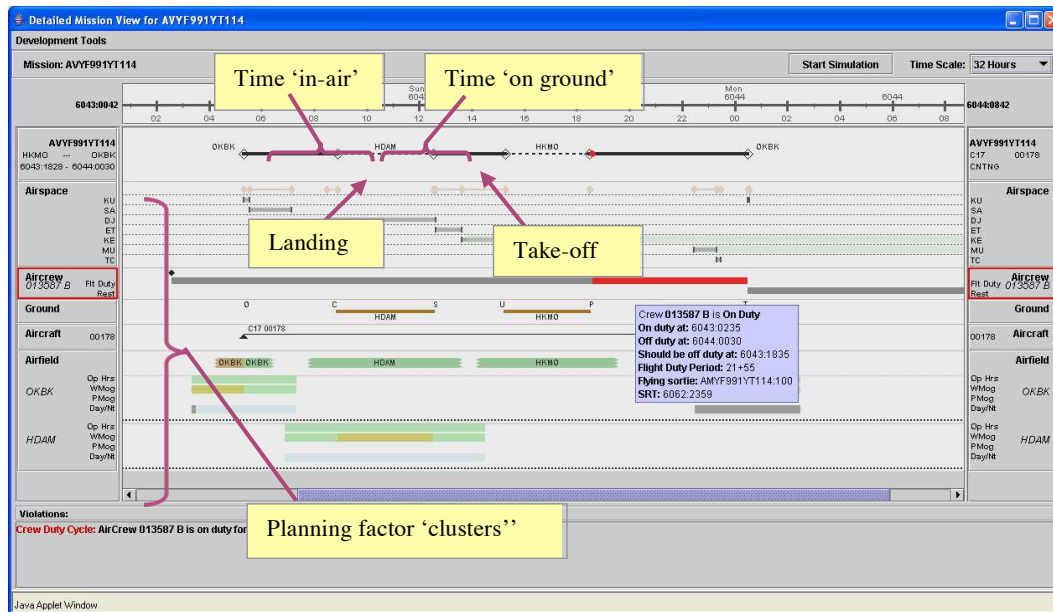 Detailed Mission View for AVYF991YT114
Development Tools
Mission: AVYF991YT114
Start Simulation
Time Scale: 32 Hours
Time 'in-air'
Time 'on ground'
6043:0042
Sun
604
Mon
6044
6044
6044:0842
02 04 06 08 10 12 14 16 18 20 22 00 02 04 06 08
AVYF991YT114
HKMO --- OKBK
6043:1828 - 6044:0030
OKBK HDAM HKMO OKBK
AVYF991YT114
C17 00178
CNTNG
Airspace
KU
SA
DJ
ET
KE
MU
TC
Airspace
KU
SA
DJ
ET
KE
MU
TC
Landing
Take-off
Aircrew
013587 B Flt Duty
Rest
Aircrew
Flt Duty 013587 B
Rest
Ground
O C S U P T
HDAM HKMO
Ground
Aircraft 00178
C17 00178
00178 Aircraft
Crew 013587 B is On Duty
On duty at: 6043:0235
Off duty at: 6044:0030
Should be off duty at: 6043:1835
Flight Duty Period: 21+55
Flying sortie: AMYF991YT114:100
SRT: 6062:2359
Airfield
OKBK OKBK HDAM HKMO
Airfield
OKBK
Op Hrs
WMog
PMog
Day/Nt
Op Hrs
WMog
PMog
Day/Nt
OKBK
HDAM
Op Hrs
WMog
PMog
Day/Nt
Op Hrs
WMog
PMog
Day/Nt
HDAM
Planning factor 'clusters''
Violations:
Crew Duty Cycle: AirCrew 013587 B is on duty for
Java Applet Window